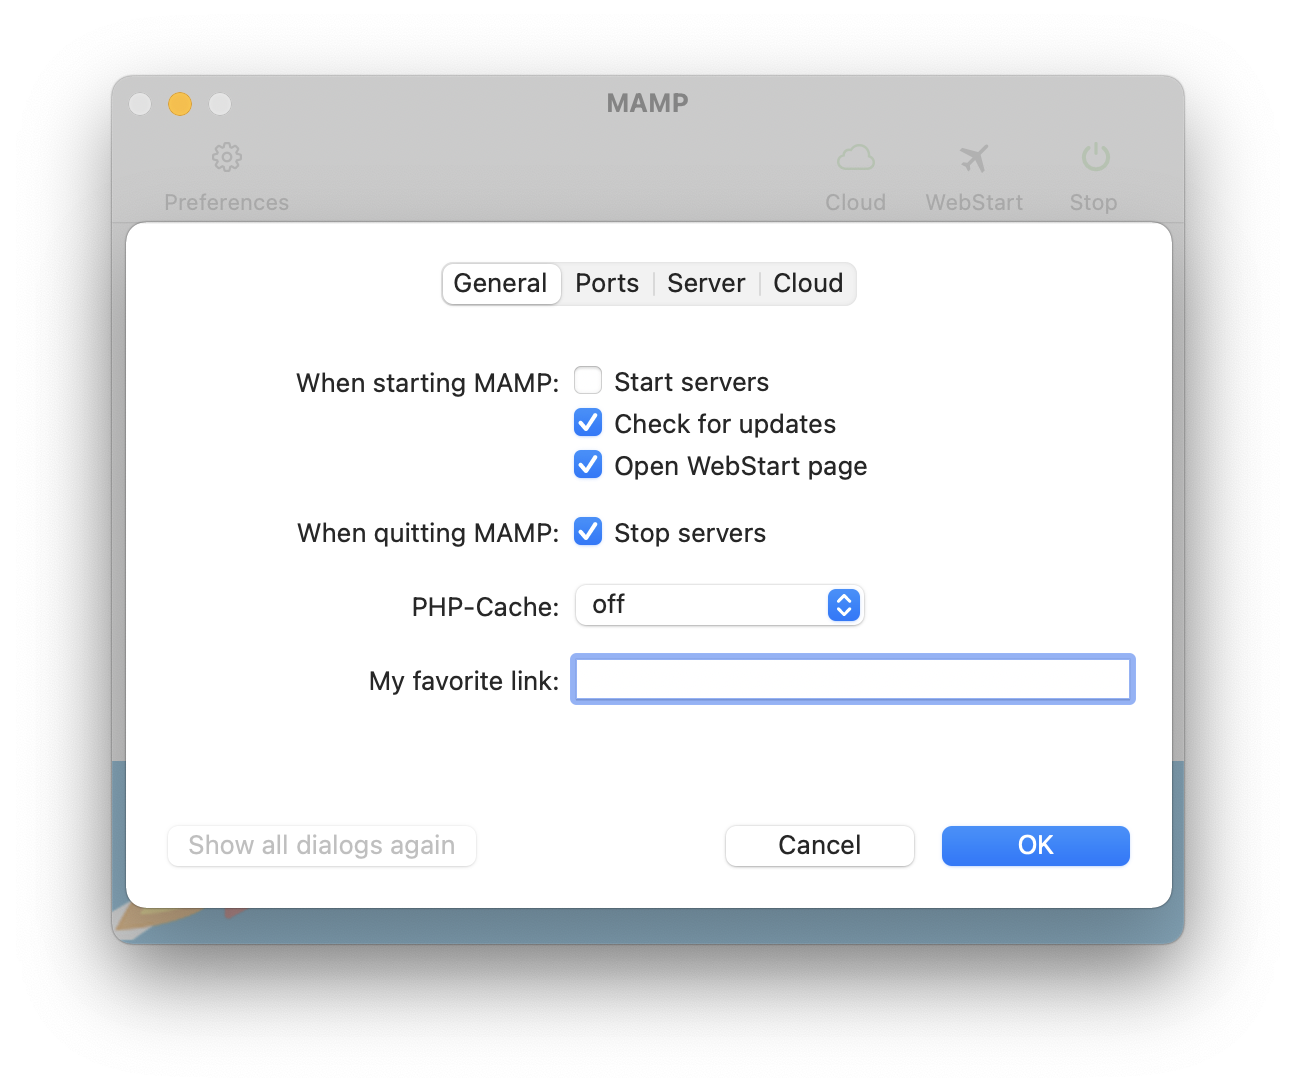 MAMP
Preferences
Cloud
WebStart
Stop
General
Ports
Server
Cloud
When starting MAMP:
Start servers
Check for updates
Open WebStart page
When quitting MAMP:
Stop servers
PHP-Cache:
off
My favorite link:
Show all dialogs again
Cancel
OK